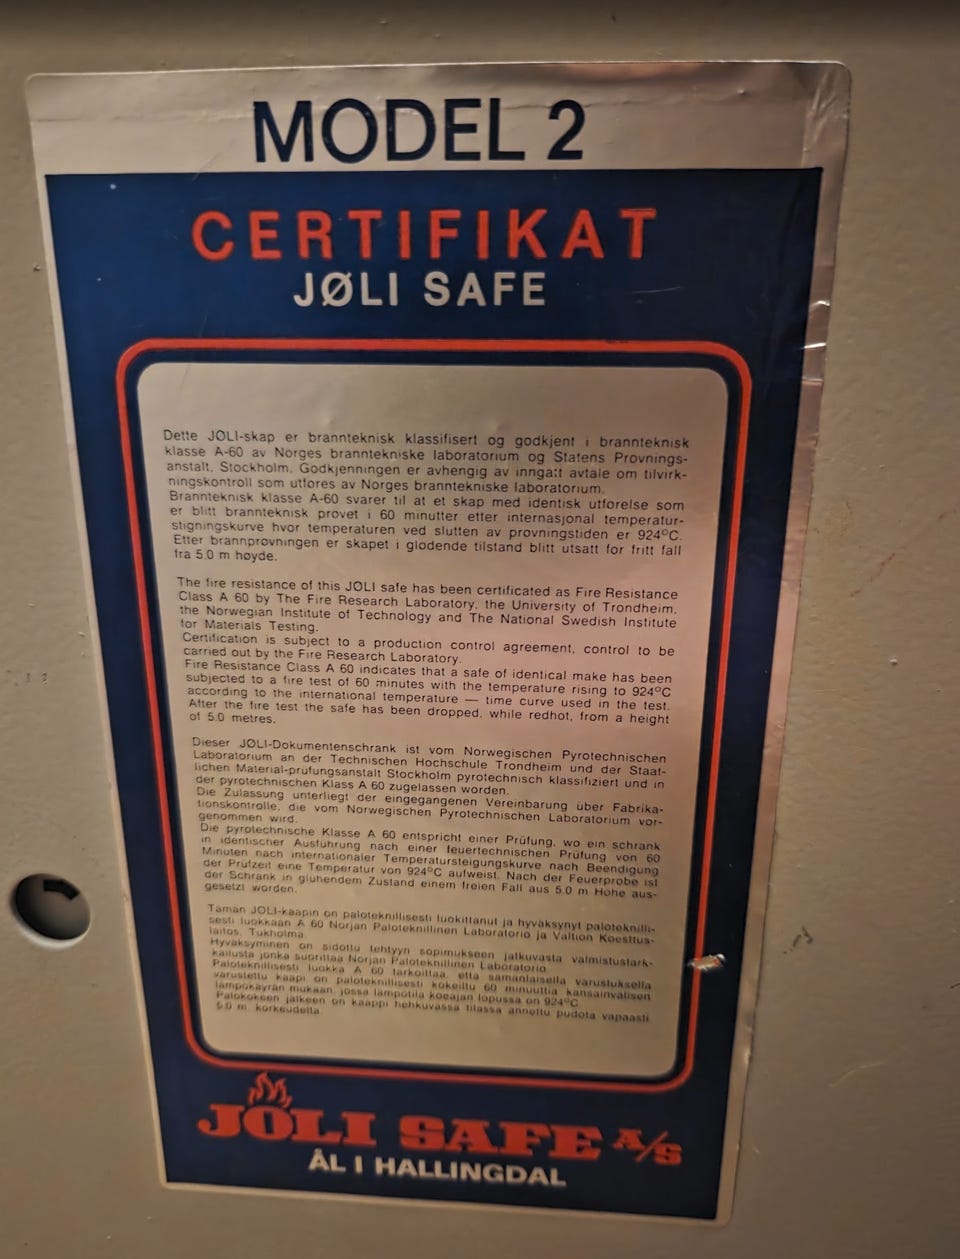 MODEL 2
CERTIFIKAT
JØLI SAFE
Dette JØLI-skap er brannteknisk klassifisert og godkjent i brannteknisk
klasse A-60 av Norges branntekniske laboratorium og Statens Provnings-
anstalt, Stockholm. Godkjenningen er avhengig av inngått avtale om tilvirk-
ningskontroll som utføres av Norges branntekniske laboratorium.
Brannteknisk klasse A-60 svarer til at et skap med identisk utførelse som
er blitt brannteknisk prøvet i 60 minutter etter internasjonal temperatur-
stigningskurve hvor temperaturen ved slutten av prøvningstiden er 924°C.
Etter brannprøvningen er skapet i glødende tilstand blitt utsatt for fritt fall
fra 5.0 m høyde.
The fire resistance of this JØLI safe has been certificated as Fire Resistance
Class A 60 by The Fire Research Laboratory, the University of Trondheim,
the Norwegian Institute of Technology and The National Swedish Institute
for Materials Testing.
Certification is subject to a production control agreement, control to be
carried out by the Fire Research Laboratory.
Fire Resistance Class A 60 indicates that a safe of identical make has been
subjected to a fire test of 60 minutes with the temperature rising to 924°C
according to the international temperature — time curve used in the test.
After the fire test the safe has been dropped, while redhot, from a height
of 5.0 metres.
Dieser JØLI-Dokumentenschrank ist vom Norwegischen Pyrotechnischen
Laboratorium an der Technischen Hochschule Trondheim und der Staat-
lichen Material-prüfungsanstalt Stockholm pyrotechnisch klassifiziert und in
der pyrotechnischen Klass A 60 zugelassen worden.
Die Zulassung unterliegt der eingegangenen Vereinbarung über Fabrika-
tionskontrolle, die vom Norwegischen Pyrotechnischen Laboratorium vor-
genommen wird.
Die pyrotechnische Klasse A 60 entspricht einer Prüfung, wo ein schrank
in identischer Ausführung nach einer feuertechnischen Prüfung von 60
Minuten nach internationaler Temperatursteigungskurve nach Beendigung
der Prüfzeit eine Temperatur von 924°C aufweist. Nach der Feuerprobe ist
der Schrank in glühendem Zustand einem freien Fall aus 5.0 m Höhe aus-
gesetzt worden.
Tämän JØLI-kaapin on paloteknillisesti luokittanut ja hyväksynyt paloteknilli-
sesti luokkaan A 60 Norjan Paloteknillinen Laboratorio ja Valtion Koestus-
laitos, Tukholma.
Hyväksyminen on sidottu tehtyyn sopimukseen jatkuvasta valmistustark-
kailusta jonka suorittaa Norjan Paloteknillinen Laboratorio.
Paloteknillisesti luokka A 60 tarkoittaa, että samanlaisella varustuksella
varustettu kaapi on paloteknillisesti kokeiltu 60 minuuttia kansainvälisen
lämpökäyrän mukaan, jossa lämpötila koeajan lopussa on 924°C
Palokokeen jälkeen on kaappi hehkuvassa tilassa annettu pudota vapaasti
5.0 m. korkeudelta.
JØLI SAFE A/S
ÅL I HALLINGDAL